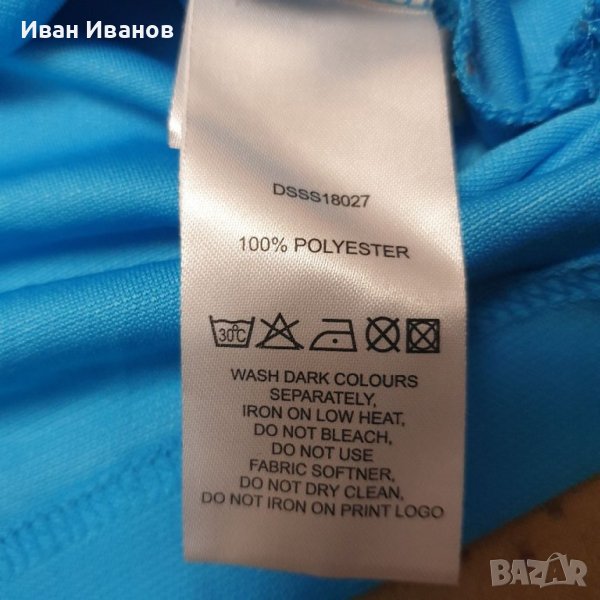 Иван Иванов
DSSS18027
100% POLYESTER
30°C
WASH DARK COLOURS
SEPARATELY,
IRON ON LOW HEAT,
DO NOT BLEACH,
DO NOT USE
FABRIC SOFTNER,
DO NOT DRY CLEAN,
DO NOT IRON ON PRINT LOGO
BAZAR